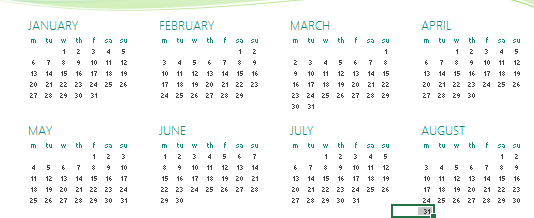 JANUARY
m tu w th f sa su
1 2 3 4 5
6 7 8 9 10 11 12
13 14 15 16 17 18 19
20 21 22 23 24 25 26
27 28 29 30 31
FEBRUARY
m tu w th f sa su
1 2
3 4 5 6 7 8 9
10 11 12 13 14 15 16
17 18 19 20 21 22 23
24 25 26 27 28 29
MARCH
m tu w th f sa su
1
2 3 4 5 6 7 8
9 10 11 12 13 14 15
16 17 18 19 20 21 22
23 24 25 26 27 28 29
30 31
APRIL
m tu w th f sa su
1 2 3 4 5
6 7 8 9 10 11 12
13 14 15 16 17 18 19
20 21 22 23 24 25 26
27 28 29 30
MAY
m tu w th f sa su
1 2 3
4 5 6 7 8 9 10
11 12 13 14 15 16 17
18 19 20 21 22 23 24
25 26 27 28 29 30 31
JUNE
m tu w th f sa su
1 2 3 4 5 6 7
8 9 10 11 12 13 14
15 16 17 18 19 20 21
22 23 24 25 26 27 28
29 30
JULY
m tu w th f sa su
1 2 3 4 5
6 7 8 9 10 11 12
13 14 15 16 17 18 19
20 21 22 23 24 25 26
27 28 29 30 31
AUGUST
m tu w th f sa su
1 2
3 4 5 6 7 8 9
10 11 12 13 14 15 16
17 18 19 20 21 22 23
24 25 26 27 28 29 30
31